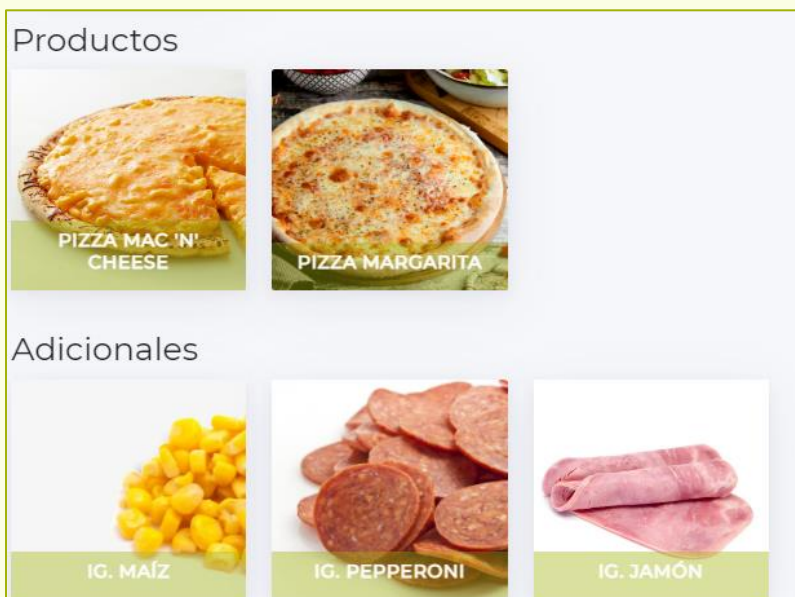 Productos
PIZZA MAC 'N'
CHEESE
PIZZA MARGARITA
Adicionales
IG. MAÍZ
IG. PEPPERONI
IG. JAMÓN